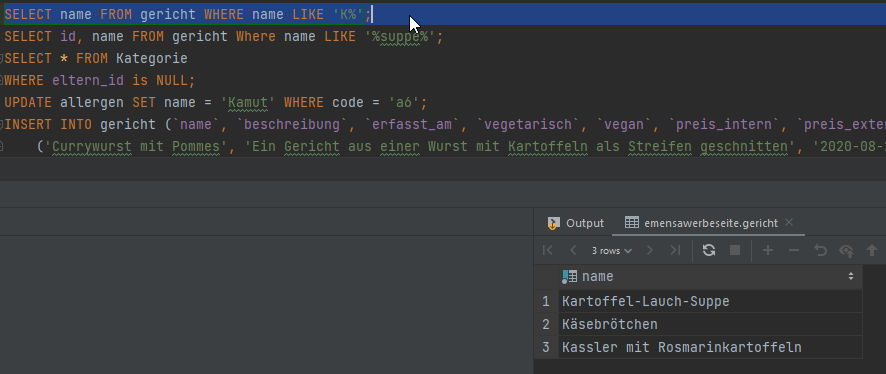 SELECT name FROM gericht WHERE name LIKE 'K%';
SELECT id, name FROM gericht Where name LIKE '%suppe%';
SELECT * FROM Kategorie
WHERE eltern_id is NULL;
UPDATE allergen SET name = 'Kamut' WHERE code = 'a6';
INSERT INTO gericht (`name`, `beschreibung`, `erfasst_am`, `vegetarisch`, `vegan`, `preis_intern`, `preis_exter
('Currywurst mit Pommes', 'Ein Gericht aus einer Wurst mit Kartoffeln als Streifen geschnitten', '2020-08-
Output emensawerbeseite.gericht
3 rows
name
1 Kartoffel-Lauch-Suppe
2 Käsebrötchen
3 Kassler mit Rosmarinkartoffeln